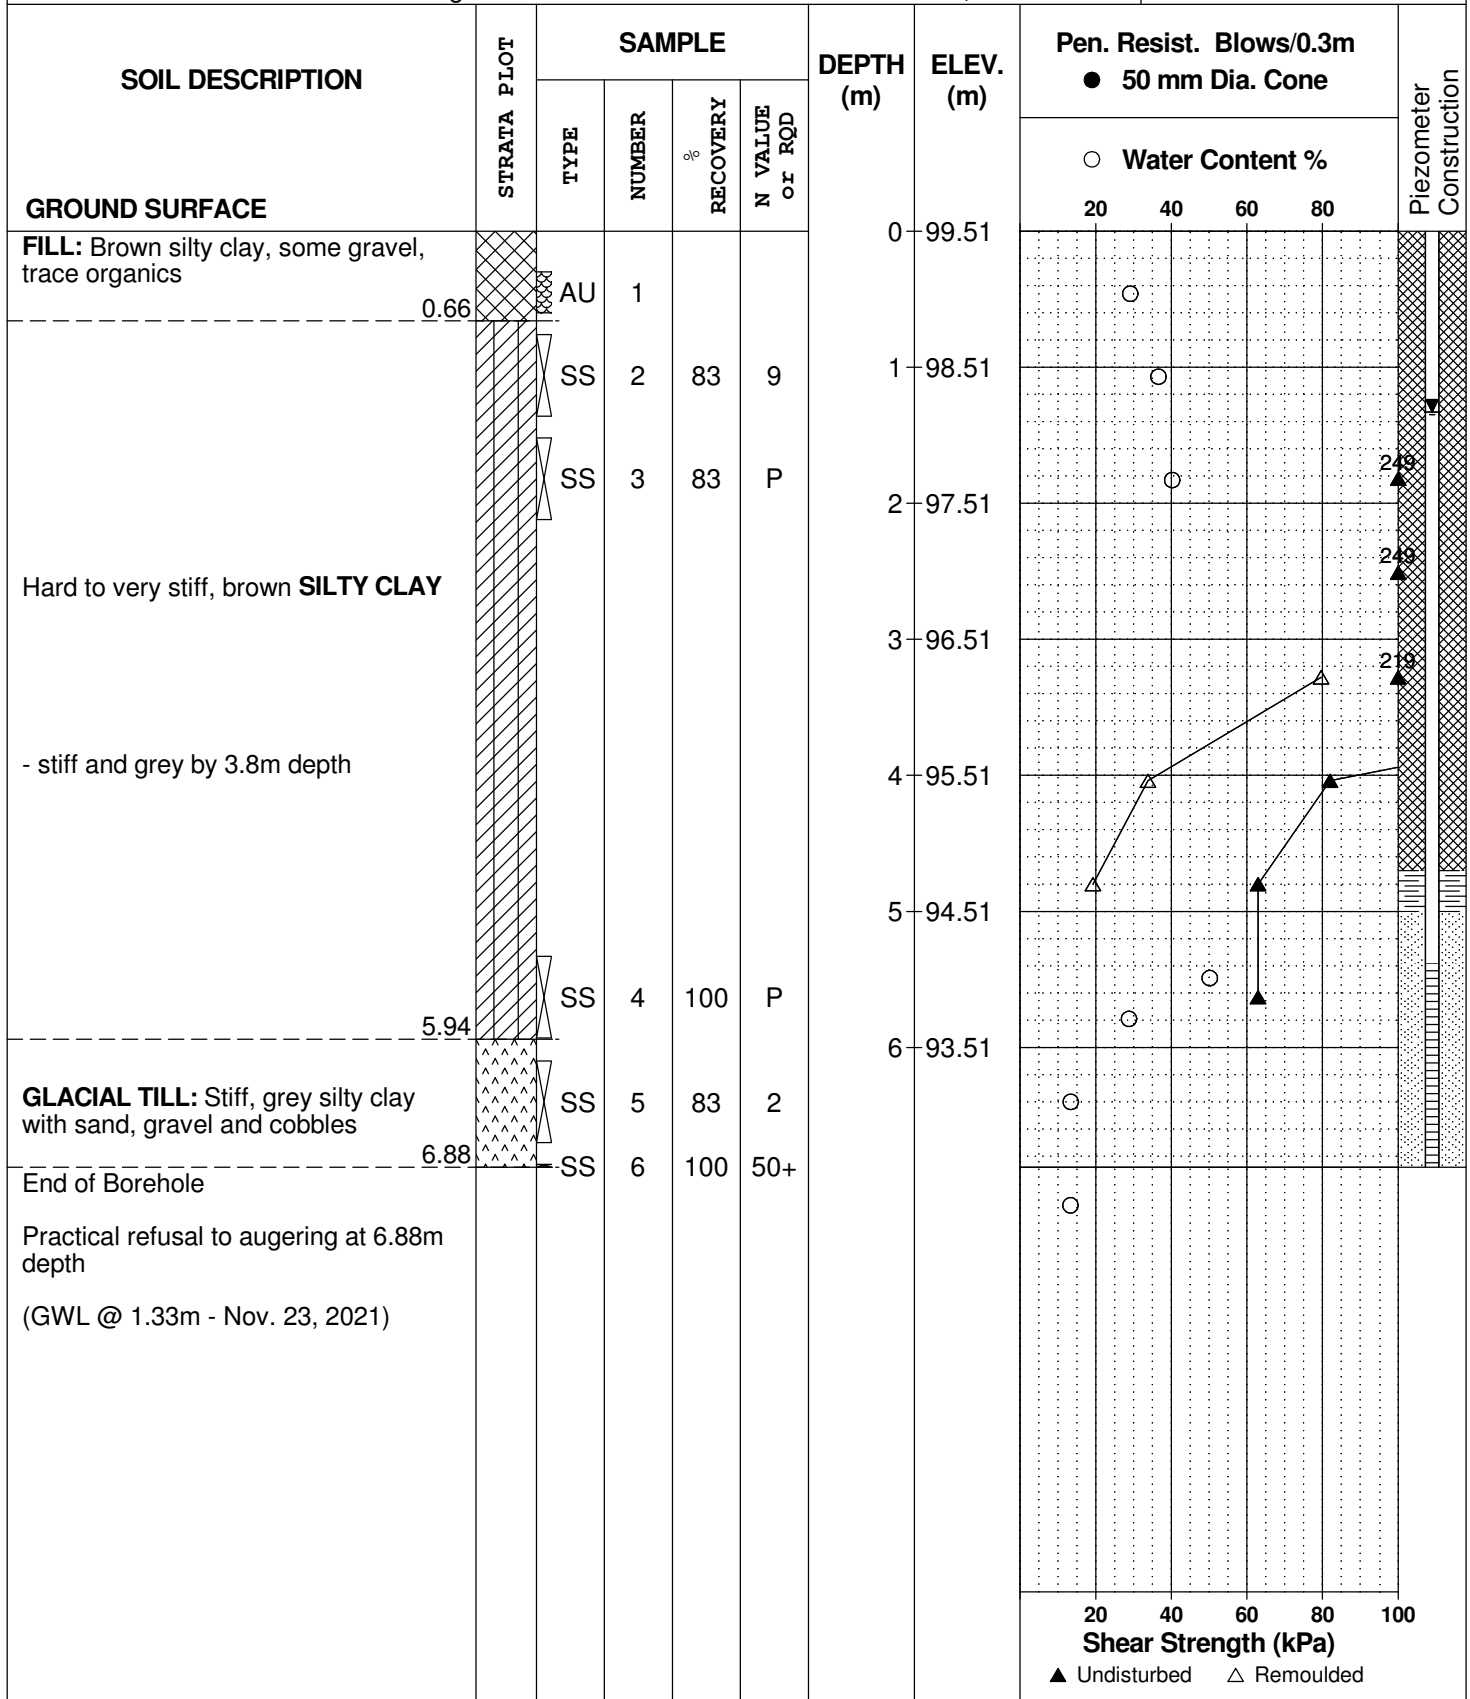 SOIL DESCRIPTION
GROUND SURFACE
STRATA PLOT
SAMPLE
TYPE
NUMBER
% RECOVERY
N VALUE or RQD
DEPTH (m)
ELEV. (m)
Pen. Resist. Blows/0.3m
● 50 mm Dia. Cone
○ Water Content %
20 40 60 80
Piezometer Construction
FILL: Brown silty clay, some gravel,
trace organics
0.66
AU 1
0 99.51
SS 2 83 9
1 98.51
SS 3 83 P
249
2 97.51
249
Hard to very stiff, brown SILTY CLAY
3 96.51
219
- stiff and grey by 3.8m depth
4 95.51
5 94.51
SS 4 100 P
5.94
6 93.51
GLACIAL TILL: Stiff, grey silty clay
with sand, gravel and cobbles
SS 5 83 2
6.88
SS 6 100 50+
End of Borehole
Practical refusal to augering at 6.88m
depth
(GWL @ 1.33m - Nov. 23, 2021)
20 40 60 80 100
Shear Strength (kPa)
▲ Undisturbed △ Remoulded